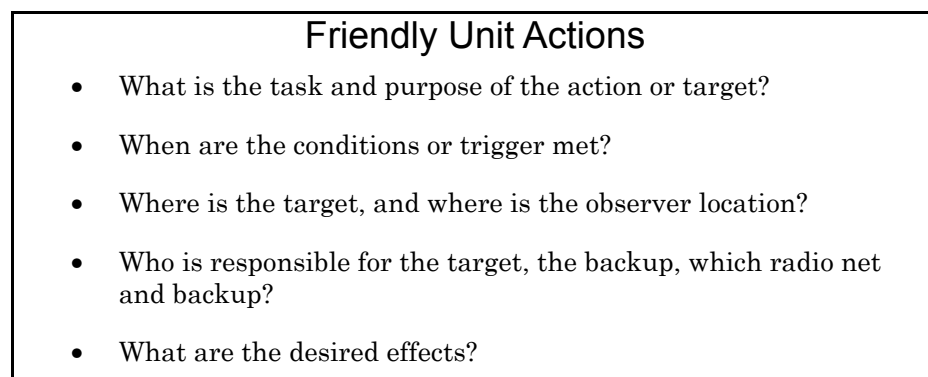 Friendly Unit Actions
• What is the task and purpose of the action or target?
• When are the conditions or trigger met?
• Where is the target, and where is the observer location?
• Who is responsible for the target, the backup, which radio net
and backup?
• What are the desired effects?